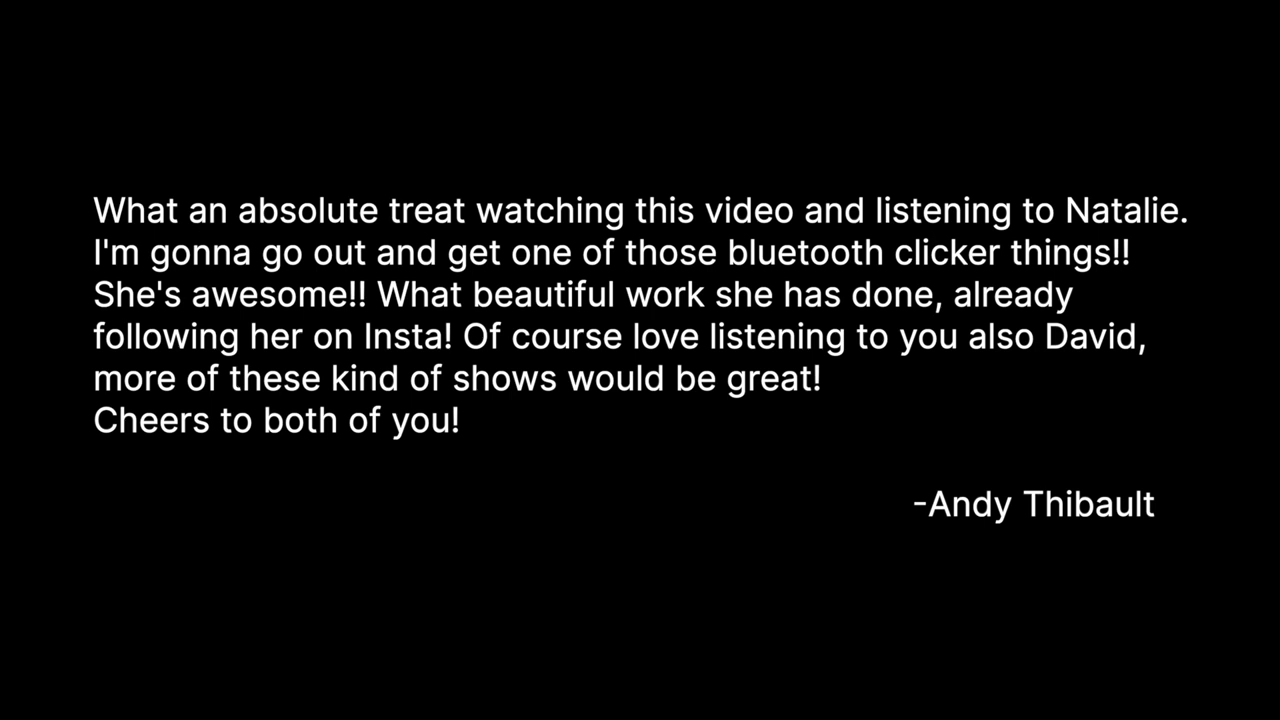 What an absolute treat watching this video and listening to Natalie.
I'm gonna go out and get one of those bluetooth clicker things!!
She's awesome!! What beautiful work she has done, already
following her on Insta! Of course love listening to you also David,
more of these kind of shows would be great!
Cheers to both of you!
-Andy Thibault